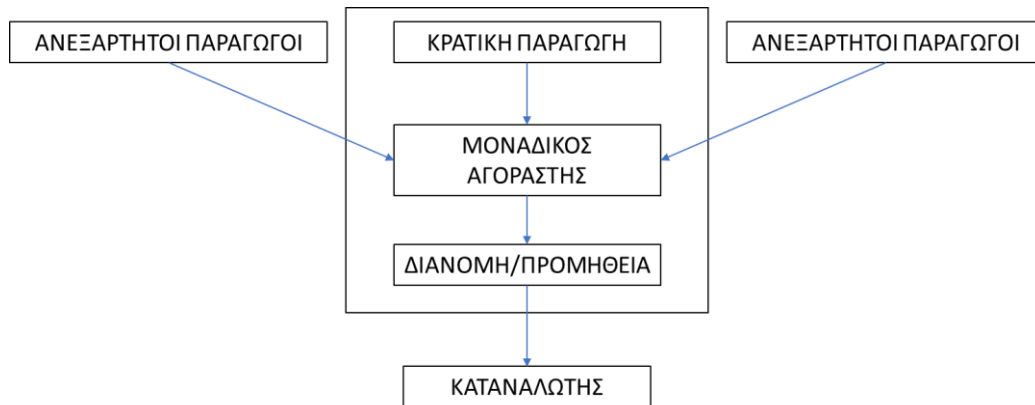 ΑΝΕΞΑΡΤΗΤΟΙ ΠΑΡΑΓΩΓΟΙ
ΚΡΑΤΙΚΗ ΠΑΡΑΓΩΓΗ
ΑΝΕΞΑΡΤΗΤΟΙ ΠΑΡΑΓΩΓΟΙ
ΜΟΝΑΔΙΚΟΣ
ΑΓΟΡΑΣΤΗΣ
ΔΙΑΝΟΜΗ/ΠΡΟΜΗΘΕΙΑ
ΚΑΤΑΝΑΛΩΤΗΣ